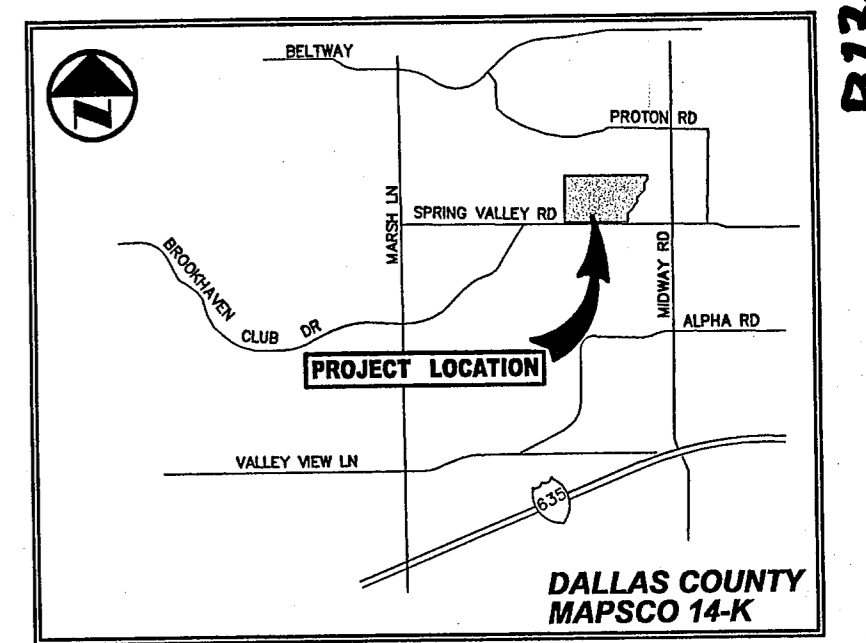 BELTWAY
N
PROTON RD
SPRING VALLEY RD
MARSH LN
MIDWAY RD
BROOKHAVEN
CLUB DR
ALPHA RD
PROJECT LOCATION
VALLEY VIEW LN
635
DALLAS COUNTY
MAPSCO 14-K